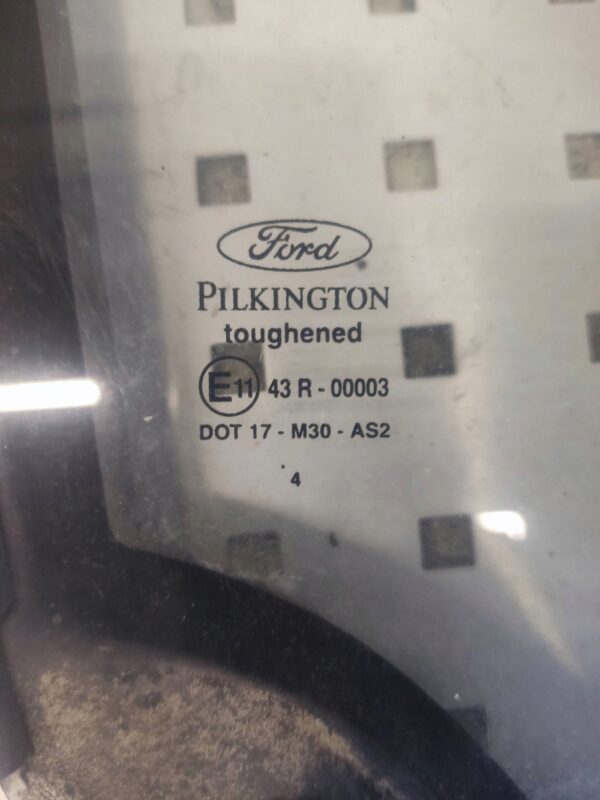 Ford
PILKINGTON
toughened
E11 43 R - 00003
DOT 17 - M30 - AS2
. 4